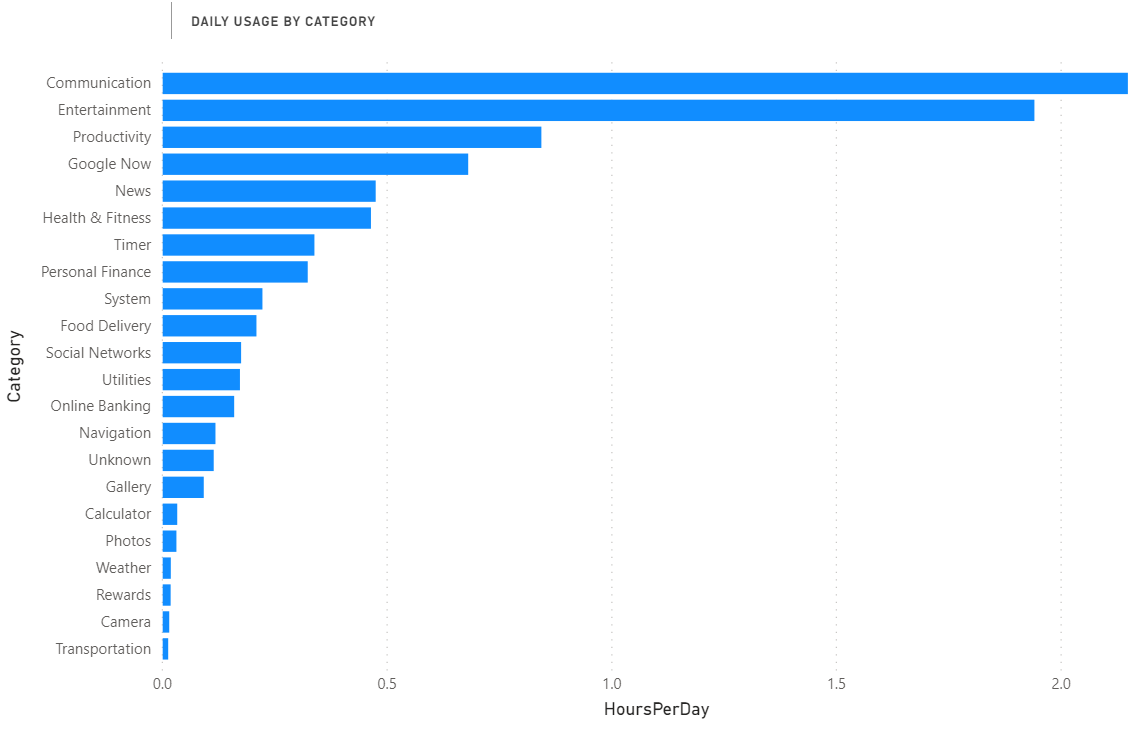 DAILY USAGE BY CATEGORY
Communication
Entertainment
Productivity
Google Now
News
Health & Fitness
Timer
Personal Finance
System
Food Delivery
Social Networks
Utilities
Online Banking
Navigation
Unknown
Gallery
Calculator
Photos
Weather
Rewards
Camera
Transportation
Category
0.0 0.5 1.0 1.5 2.0
HoursPerDay